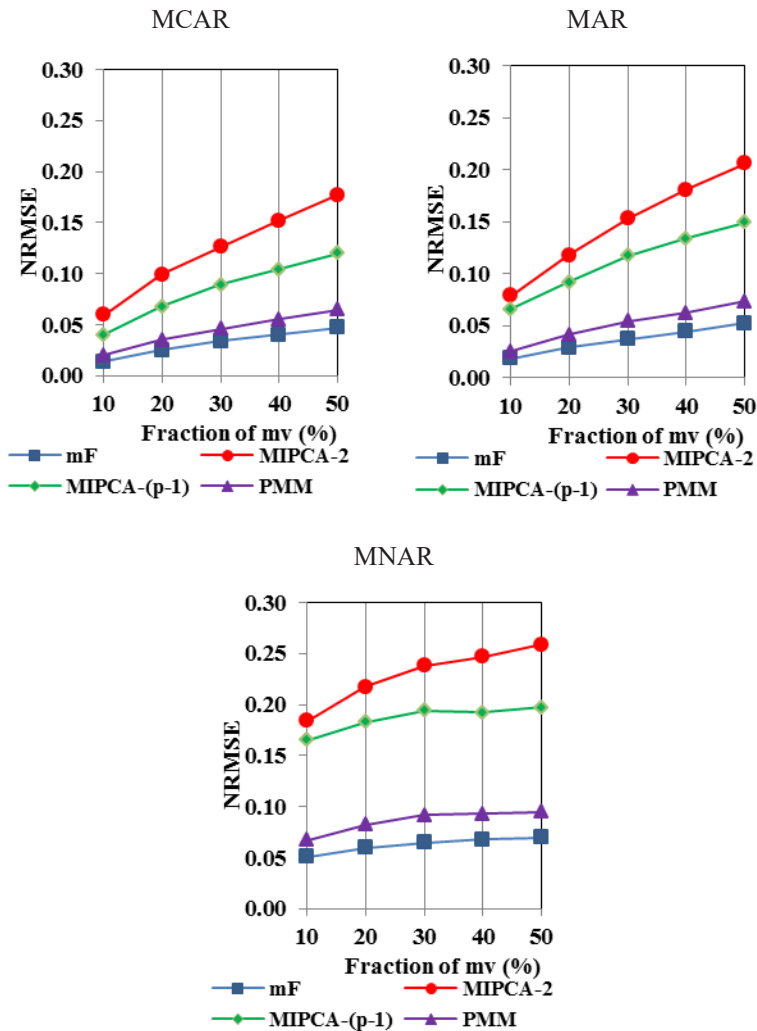 MCAR
0.30
0.25
0.20
0.15
0.10
0.05
0.00
NRMSE
10 20 30 40 50
Fraction of mv (%)
mF MIPCA-2
MIPCA-(p-1) PMM
MAR
0.30
0.25
0.20
0.15
0.10
0.05
0.00
NRMSE
10 20 30 40 50
Fraction of mv (%)
mF MIPCA-2
MIPCA-(p-1) PMM
MNAR
0.30
0.25
0.20
0.15
0.10
0.05
0.00
NRMSE
10 20 30 40 50
Fraction of mv (%)
mF MIPCA-2
MIPCA-(p-1) PMM